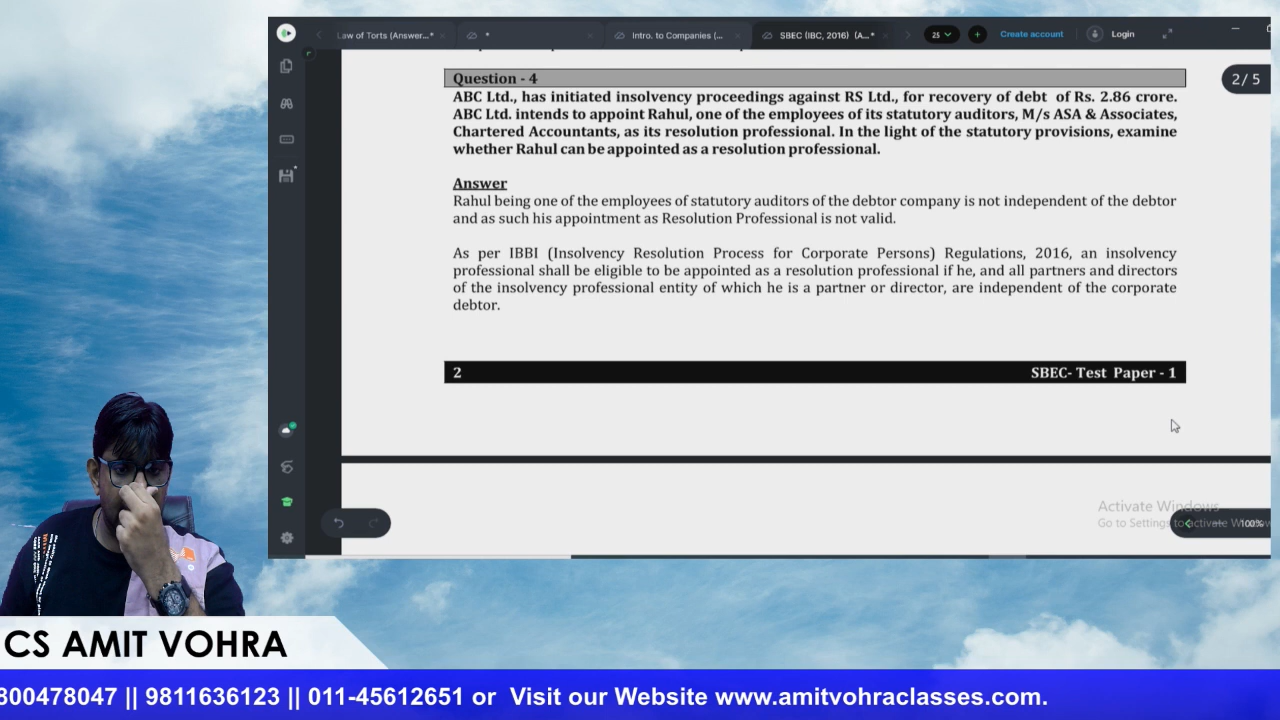 Law of Torts (Answer...*
*
Intro. to Companies (...
SBEC (IBC, 2016) (A...*
25
Create account
Login
2/5
Question - 4
ABC Ltd., has initiated insolvency proceedings against RS Ltd., for recovery of debt of Rs. 2.86 crore.
ABC Ltd. intends to appoint Rahul, one of the employees of its statutory auditors, M/s ASA & Associates,
Chartered Accountants, as its resolution professional. In the light of the statutory provisions, examine
whether Rahul can be appointed as a resolution professional.
Answer
Rahul being one of the employees of statutory auditors of the debtor company is not independent of the debtor
and as such his appointment as Resolution Professional is not valid.
As per IBBI (Insolvency Resolution Process for Corporate Persons) Regulations, 2016, an insolvency
professional shall be eligible to be appointed as a resolution professional if he, and all partners and directors
of the insolvency professional entity of which he is a partner or director, are independent of the corporate
debtor.
2 SBEC- Test Paper - 1
Activate Windows
Go to Settings to activate
100%
CS AMIT VOHRA
800478047 || 9811636123 || 011-45612651 or Visit our Website www.amitvohraclasses.com.